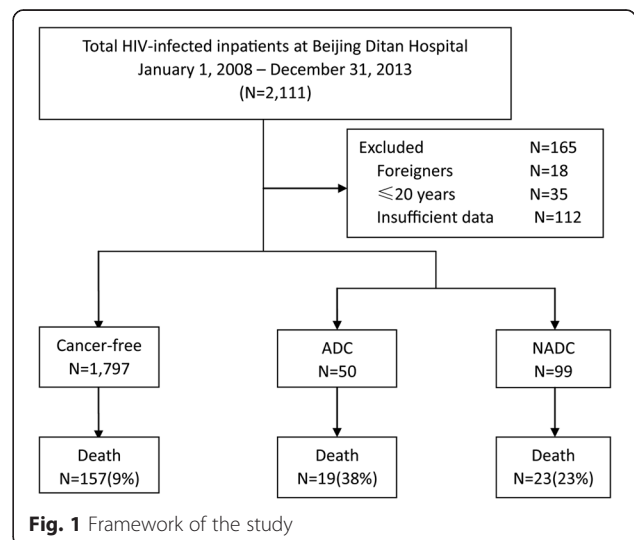 Total HIV-infected inpatients at Beijing Ditan Hospital
January 1, 2008 – December 31, 2013
(N=2,111)
Excluded N=165
Foreigners N=18
≤20 years N=35
Insufficient data N=112
Cancer-free
N=1,797
ADC
N=50
NADC
N=99
Death
N=157(9%)
Death
N=19(38%)
Death
N=23(23%)
Fig. 1 Framework of the study